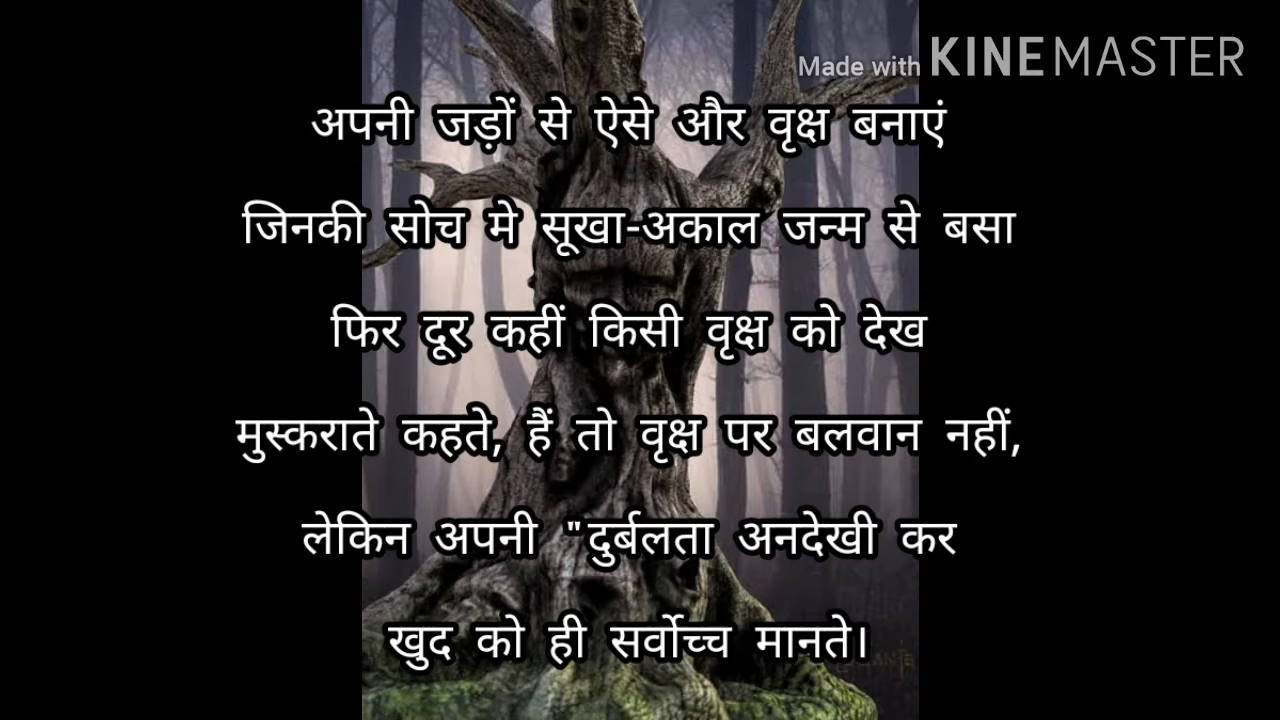 Made with KINEMASTER
अपनी जड़ों से ऐसे और वृक्ष बनाएं
जिनकी सोच मे सूखा-अकाल जन्म से बसा
फिर दूर कहीं किसी वृक्ष को देख
मुस्कराते कहते, हैं तो वृक्ष पर बलवान नहीं,
लेकिन अपनी "दुर्बलता अनदेखी कर
खुद को ही सर्वोच्च मानते।